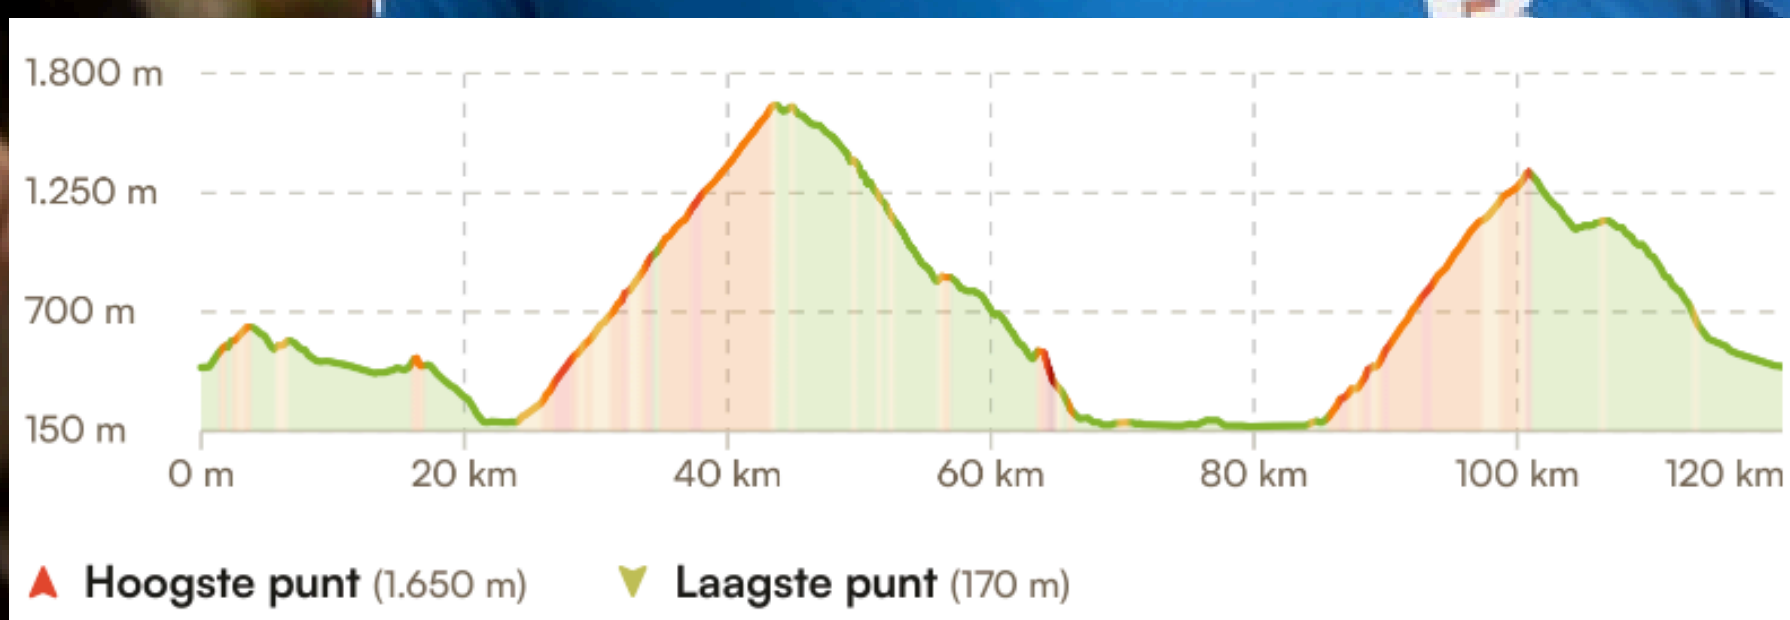 1.800 m
1.250 m
700 m
150 m
0 m 20 km 40 km 60 km 80 km 100 km 120 km
Hoogste punt (1.650 m) Laagste punt (170 m)